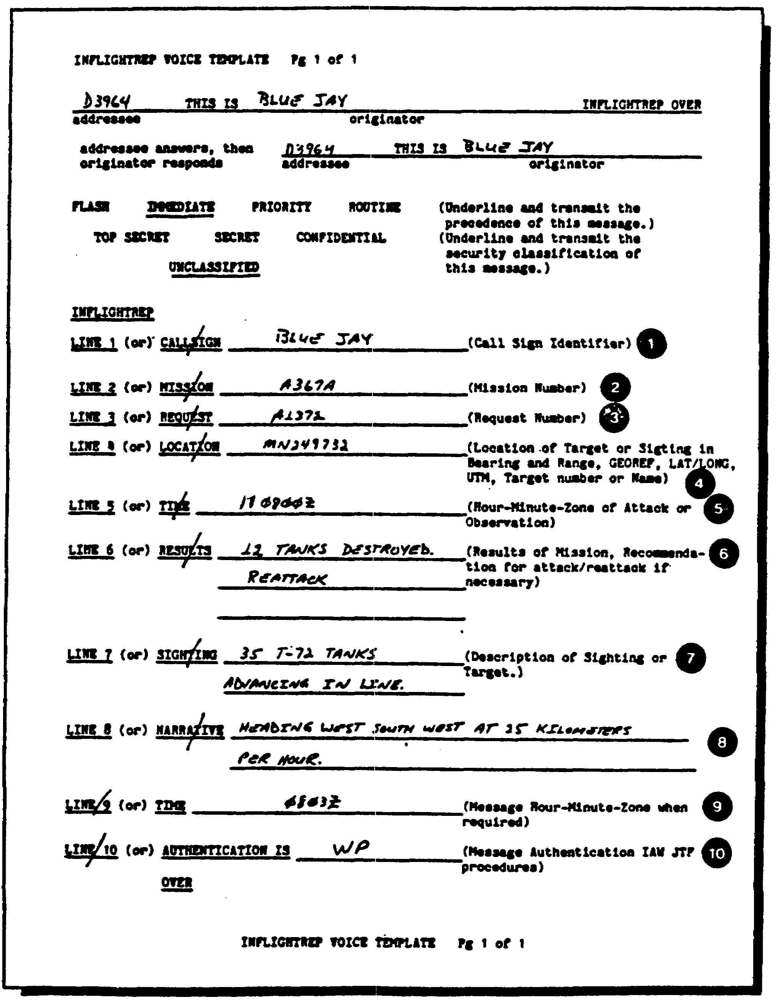 INFLIGHTREP VOICE TEMPLATE Pg 1 of 1
D3964 THIS IS BLUE JAY INFLIGHTREP OVER
addressee originator
addressee answers, then D3964 THIS IS BLUE JAY
originator responds addressee originator
FLASH IMMEDIATE PRIORITY ROUTINE (Underline and transmit the
precedence of this message.)
TOP SECRET SECRET CONFIDENTIAL (Underline and transmit the
security classification of
UNCLASSIFIED this message.)
INFLIGHTREP
LINE 1 (or) CALLSIGN BLUE JAY (Call Sign Identifier) 1
LINE 2 (or) MISSION A367A (Mission Number) 2
LINE 3 (or) REQUEST A1372 (Request Number) 3
LINE 4 (or) LOCATION MN249732 (Location of Target or Sigting in
Bearing and Range, GEOREF, LAT/LONG,
UTM, Target number or Name) 4
LINE 5 (or) TIME (Hour-Minute-Zone of Attack or 5
Observation)
LINE 6 (or) RESULTS 12 TANKS DESTROYED. (Results of Mission, Recommenda- 6
tion for attack/reattack if
REATTACK necessary)
LINE 7 (or) SIGHTING 35 T-72 TANKS (Description of Sighting or 7
Target.)
ADVANCING IN LINE.
LINE 8 (or) NARRATIVE HEADING WEST SOUTH WEST AT 25 KILOMETERS 8
PER HOUR.
LINE 9 (or) TIME 0803Z (Message Hour-Minute-Zone when 9
required)
LINE 10 (or) AUTHENTICATION IS WP (Message Authentication IAW JTF 10
procedures)
OVER
INFLIGHTREP VOICE TEMPLATE Pg 1 of 1